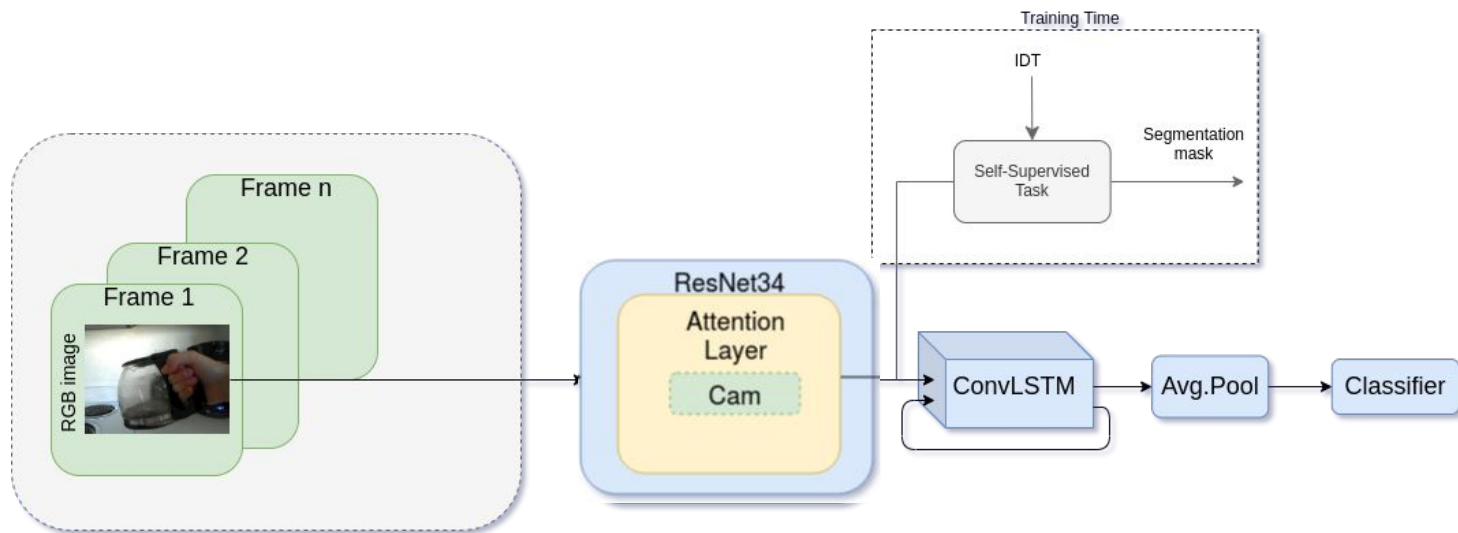 Training Time
IDT
Segmentation
mask
Self-Supervised
Task
Frame n
Frame 2
Frame 1
RGB image
ResNet34
Attention
Layer
Cam
ConvLSTM
Avg.Pool
Classifier